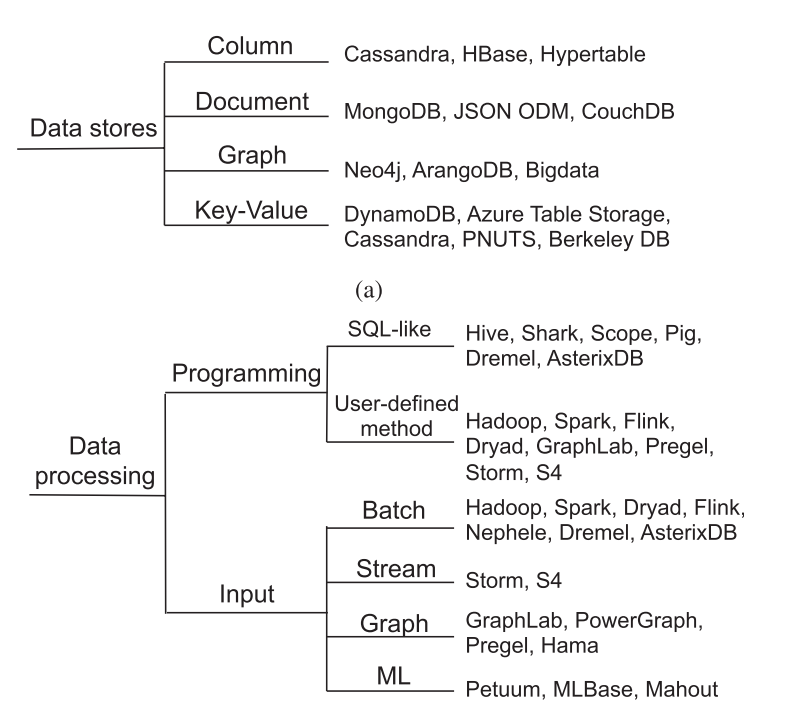 Column
Cassandra, HBase, Hypertable
Data stores
Document
MongoDB, JSON ODM, CouchDB
Graph
Neo4j, ArangoDB, Bigdata
Key-Value
DynamoDB, Azure Table Storage,
Cassandra, PNUTS, Berkeley DB
(a)
SQL-like
Hive, Shark, Scope, Pig,
Dremel, AsterixDB
Programming
User-defined
method
Hadoop, Spark, Flink,
Dryad, GraphLab, Pregel,
Storm, S4
Data
processing
Batch
Hadoop, Spark, Dryad, Flink,
Nephele, Dremel, AsterixDB
Stream
Storm, S4
Input
Graph
GraphLab, PowerGraph,
Pregel, Hama
ML
Petuum, MLBase, Mahout